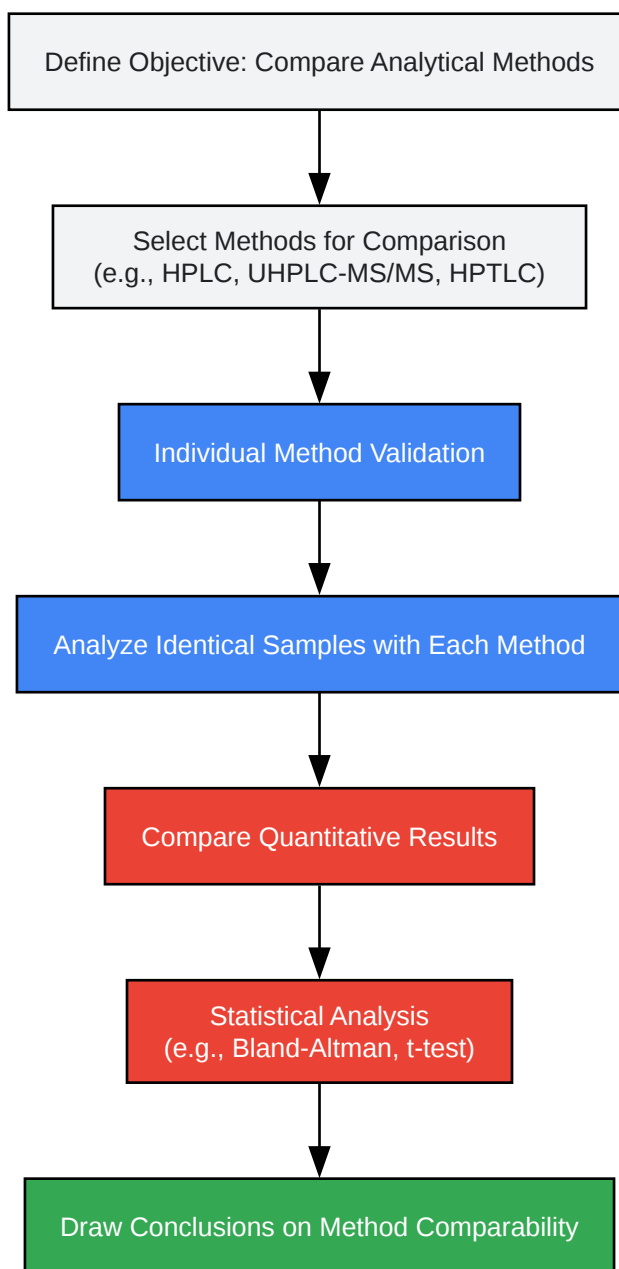 Define Objective: Compare Analytical Methods
Select Methods for Comparison
(e.g., HPLC, UHPLC-MS/MS, HPTLC)
Individual Method Validation
Analyze Identical Samples with Each Method
Compare Quantitative Results
Statistical Analysis
(e.g., Bland-Altman, t-test)
Draw Conclusions on Method Comparability